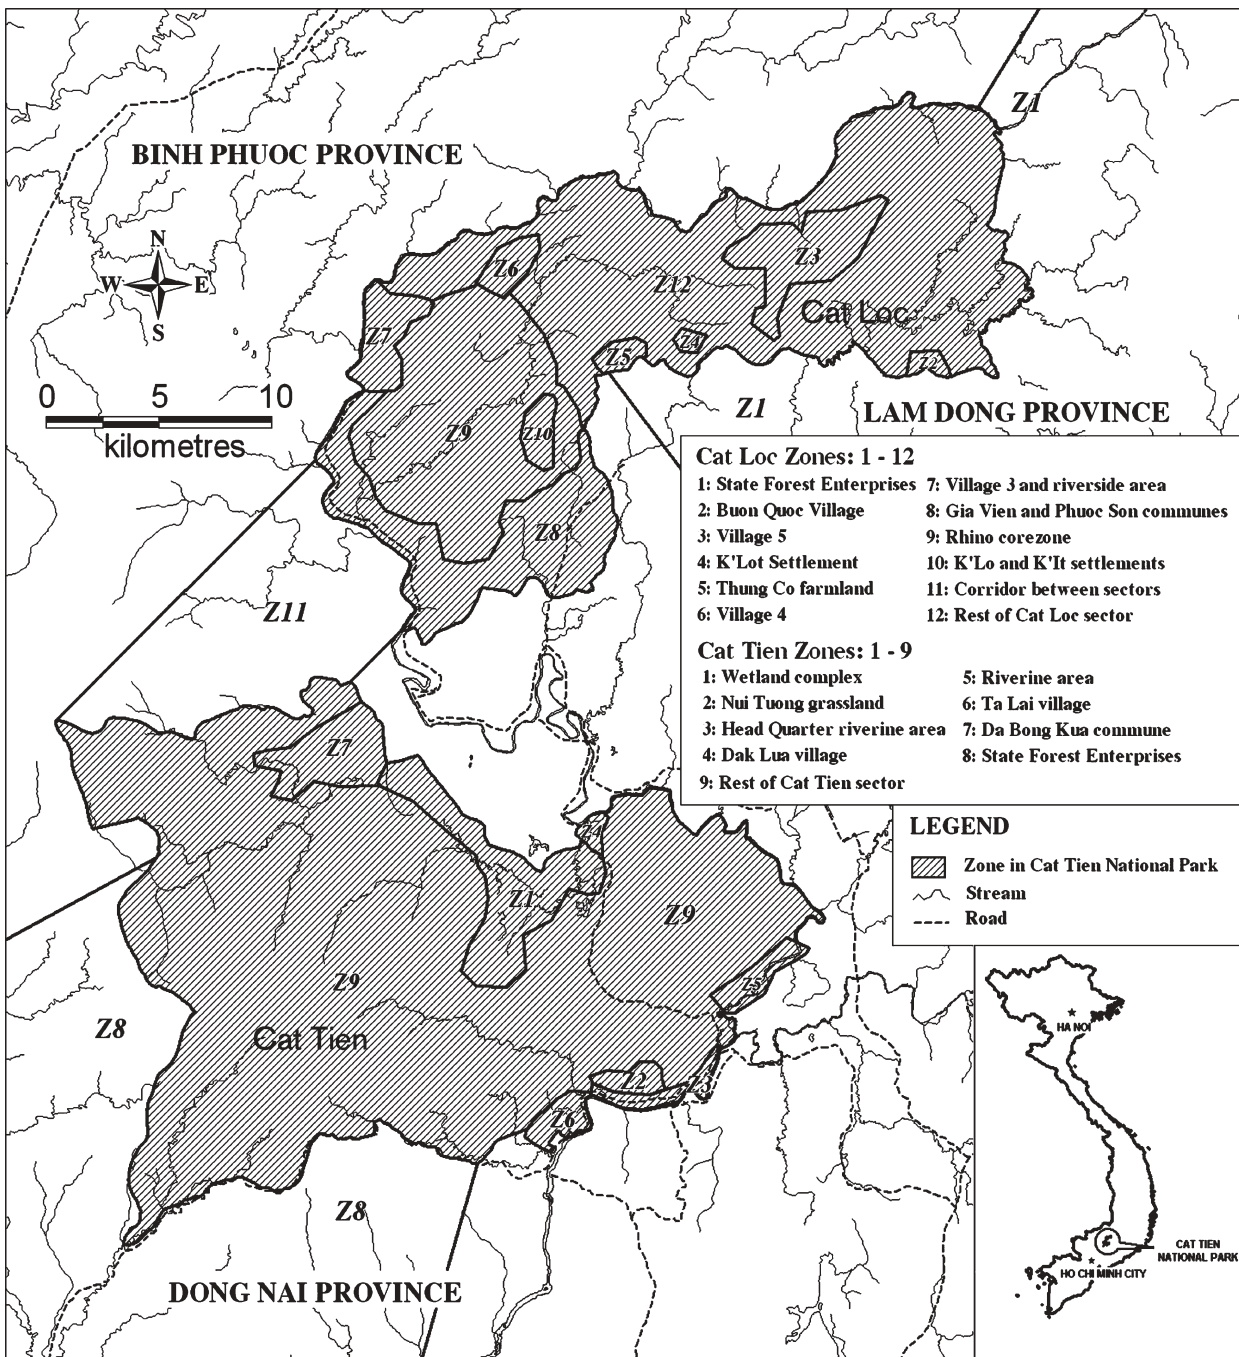 Z1
BINH PHUOC PROVINCE
N
W E
S
Z6
Z3
Z12
Cat Loc
Z7
Z4
Z5
Z2
0 5 10
kilometres
Z1
LAM DONG PROVINCE
Z9
Z10
Z8
Z11
Cat Loc Zones: 1 - 12
1: State Forest Enterprises
2: Buon Quoc Village
3: Village 5
4: K'Lot Settlement
5: Thung Co farmland
6: Village 4
7: Village 3 and riverside area
8: Gia Vien and Phuoc Son communes
9: Rhino corezone
10: K'Lo and K'It settlements
11: Corridor between sectors
12: Rest of Cat Loc sector
Cat Tien Zones: 1 - 9
1: Wetland complex
2: Nui Tuong grassland
3: Head Quarter riverine area
4: Dak Lua village
9: Rest of Cat Tien sector
5: Riverine area
6: Ta Lai village
7: Da Bong Kua commune
8: State Forest Enterprises
Z7
Z4
Z1
Z9
Z9
Z5
Z8
Cat Tien
Z2
Z3
Z6
Z8
DONG NAI PROVINCE
LEGEND
Zone in Cat Tien National Park
Stream
Road
HA NOI
CAT TIEN
NATIONAL PARK
HO CHI MINH CITY